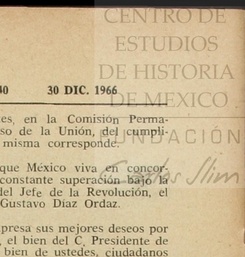 CENTRO DE
ESTUDIOS
DE HISTORIA
DE MEXICO
FUNDACIÓN
Carlos Slim
40 30 DIC. 1966
es, en la Comisión Perma-
so de la Unión, del cumpli-
misma corresponde.
que México viva en concor-
constante superación bajo la
del Jefe de la Revolución, el
Gustavo Díaz Ordaz.
presa sus mejores deseos por
, el bien del C. Presidente de
bien de ustedes, ciudadanos